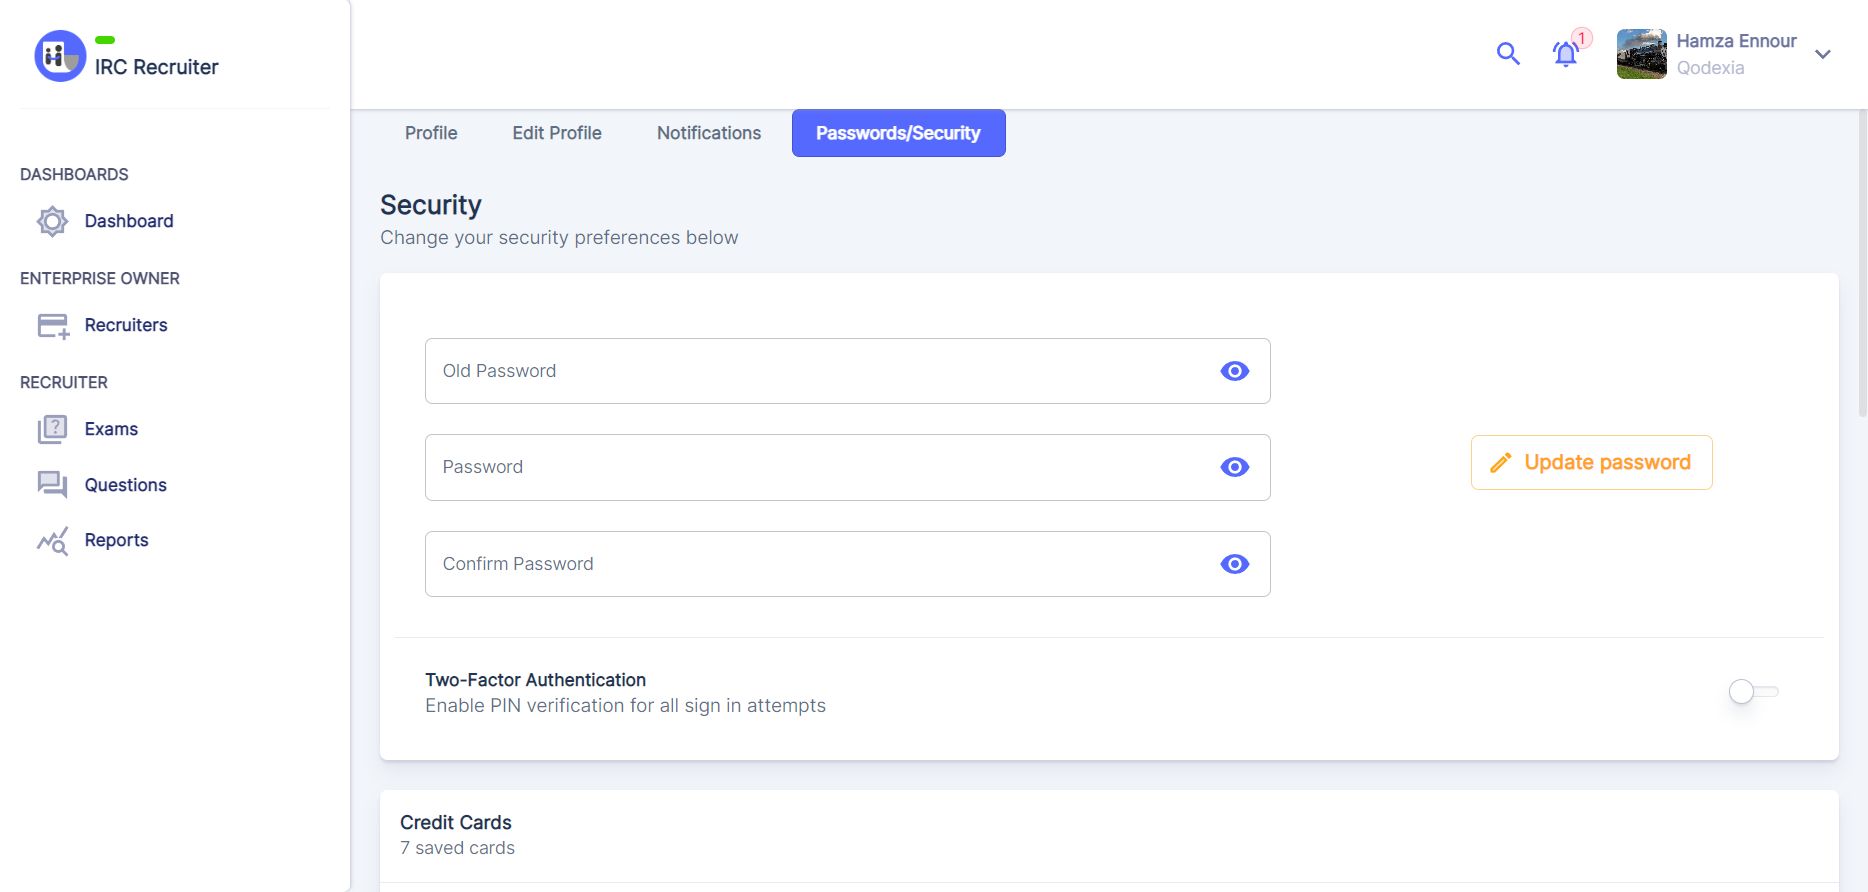 IRC Recruiter
1
Hamza Ennour
Qodexia
DASHBOARDS
Dashboard
ENTERPRISE OWNER
Recruiters
RECRUITER
Exams
Questions
Reports
Profile
Edit Profile
Notifications
Passwords/Security
Security
Change your security preferences below
Old Password
Password
Confirm Password
Update password
Two-Factor Authentication
Enable PIN verification for all sign in attempts
Credit Cards
7 saved cards